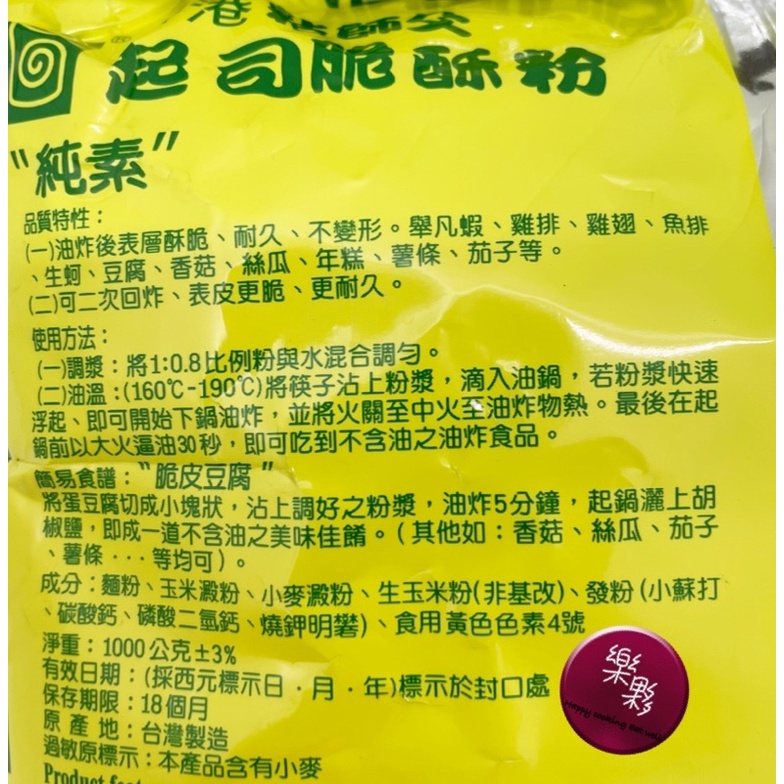 港點師父
起司脆酥粉
"純素"
品質特性：
(一)油炸後表層酥脆、耐久、不變形。舉凡蝦、雞排、雞翅、魚排
、生蚵、豆腐、香菇、絲瓜、年糕、薯條、茄子等。
(二)可二次回炸、表皮更脆、更耐久。
使用方法：
(一)調漿：將1:0.8比例粉與水混合調勻。
(二)油溫：(160℃-190℃)將筷子沾上粉漿，滴入油鍋，若粉漿快速
浮起、即可開始下鍋油炸，並將火關至中火至油炸物熱。最後在起
鍋前以大火逼油30秒，即可吃到不含油之油炸食品。
簡易食譜："脆皮豆腐"
將蛋豆腐切成小塊狀，沾上調好之粉漿，油炸5分鐘，起鍋灑上胡
椒鹽，即成一道不含油之美味佳餚。(其他如：香菇、絲瓜、茄子
、薯條···等均可)。
成分：麵粉、玉米澱粉、小麥澱粉、生玉米粉(非基改)、發粉(小蘇打
、碳酸鈣、磷酸二氫鈣、燒鉀明礬)、食用黃色色素4號
淨重：1000公克±3%
有效日期：(採西元標示日．月．年)標示於封口處
保存期限：18個月
原產地：台灣製造
過敏原標示：本產品含有小麥
Product
樂夥